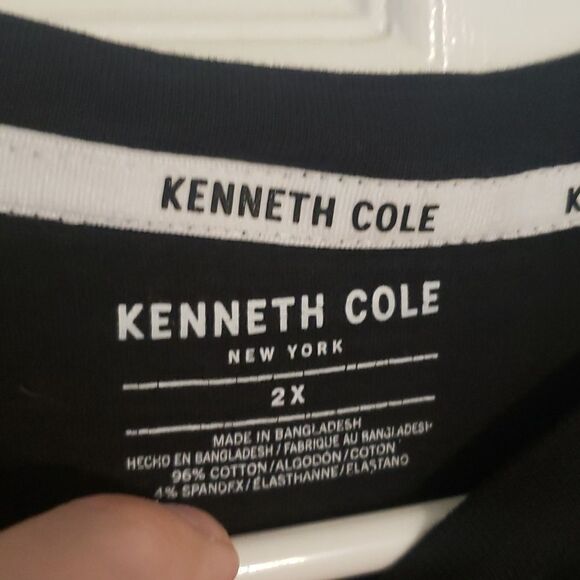 KENNETH COLE K
KENNETH COLE
NEW YORK
2X
MADE IN BANGLADESH
HECHO EN BANGLADESH / FABRIQUE AU BANGLADESH
96% COTTON / ALGODÓN / COTON
4% SPANDEX / ÉLASTHANNE / ELASTANO